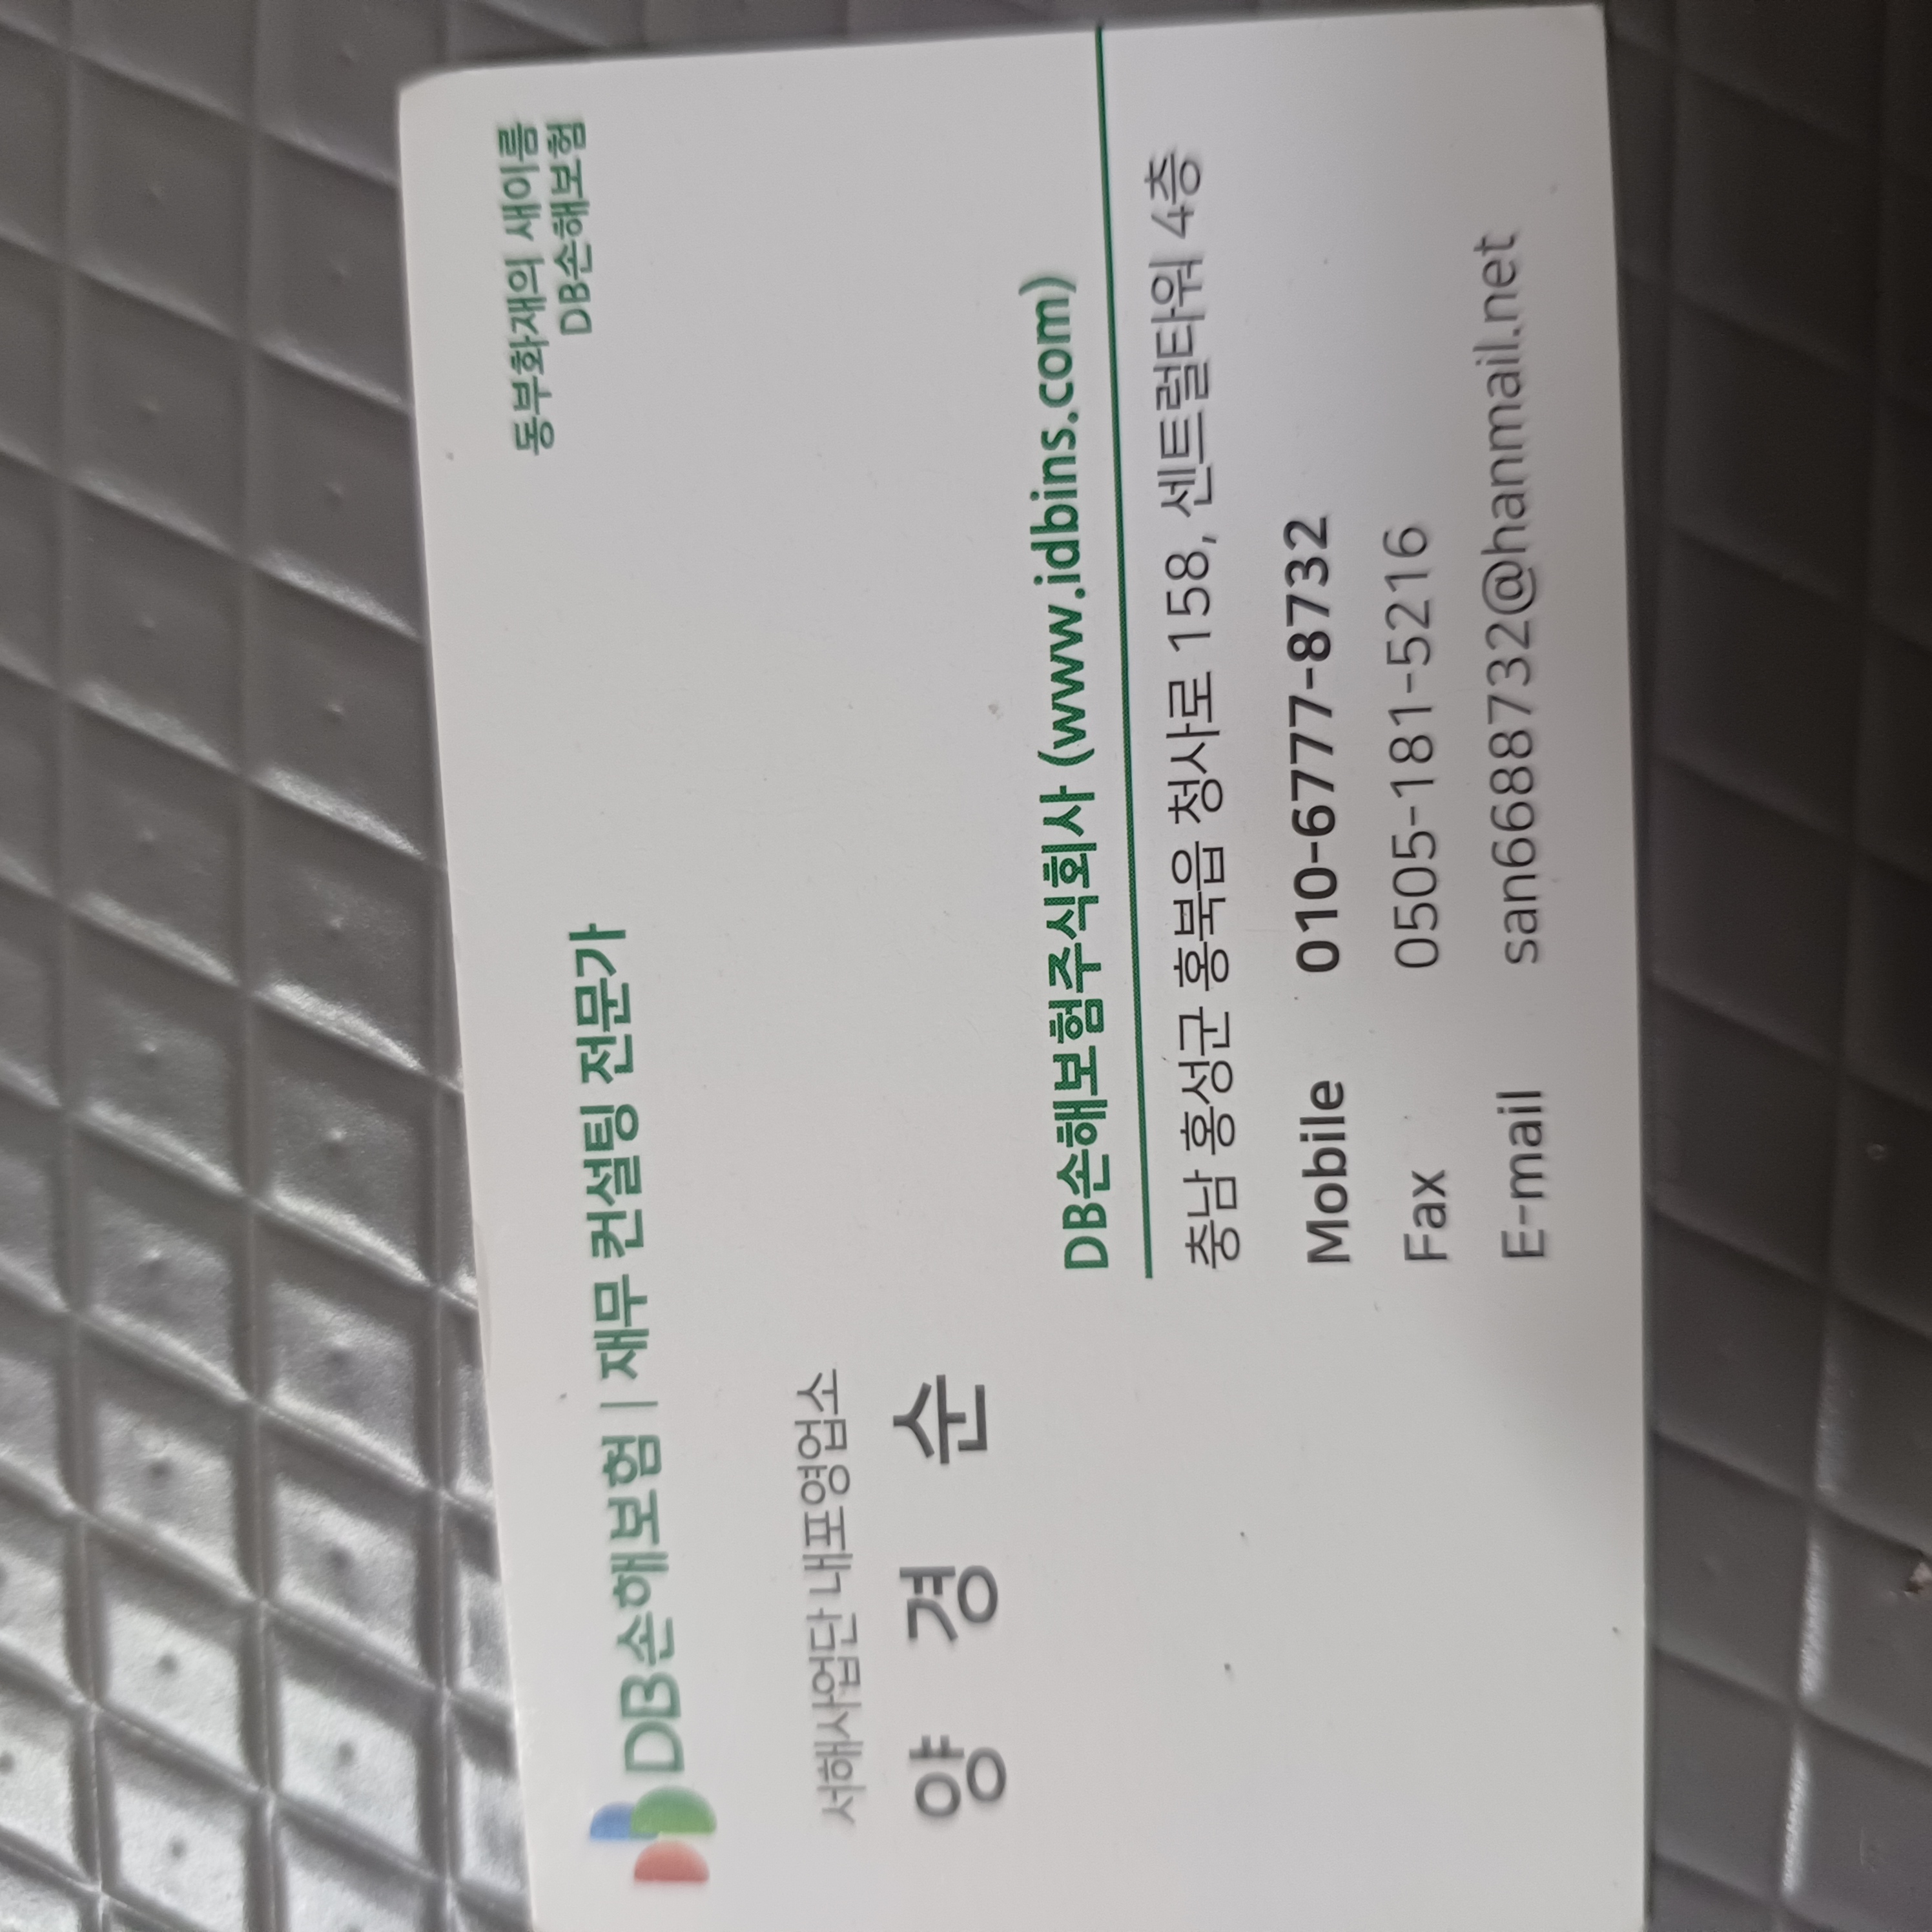 동부화재의 새이름
DB손해보험
DB손해보험 | 재무 컨설팅 전문가
서해사업단 내포영업소
양 경 순
DB손해보험주식회사 (www.idbins.com)
충남 홍성군 홍북읍 청사로 158, 센트럴타워 4층
Mobile 010-6777-8732
Fax 0505-181-5216
E-mail san66887732@hanmail.net